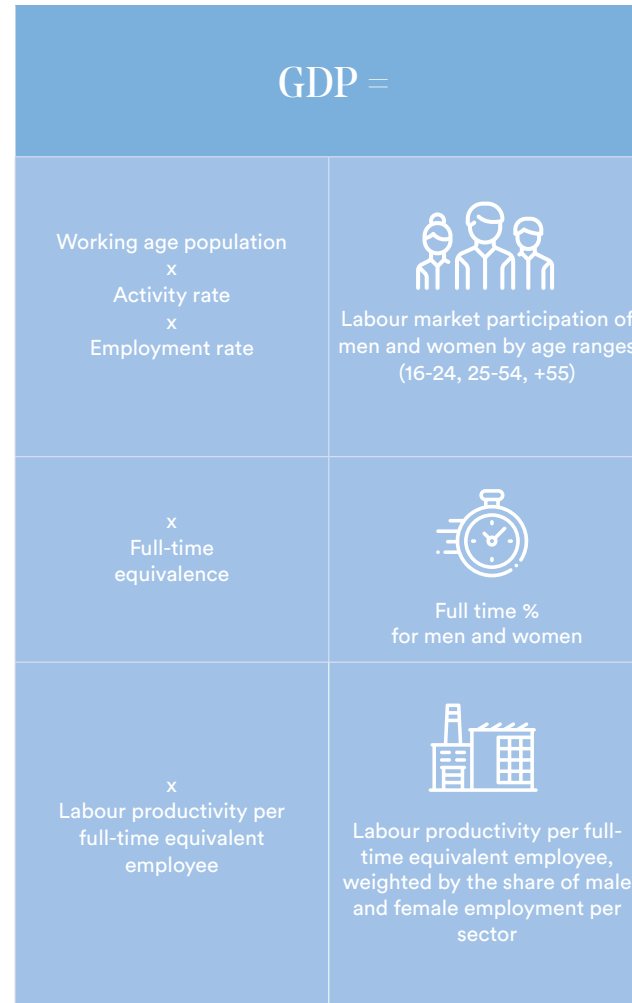 GDP =
Working age population
x
Activity rate
x
Employment rate
Labour market participation of
men and women by age ranges
(16-24, 25-54, +55)
x
Full-time
equivalence
Full time %
for men and women
x
Labour productivity per
full-time equivalent
employee
Labour productivity per full-
time equivalent employee,
weighted by the share of male
and female employment per
sector